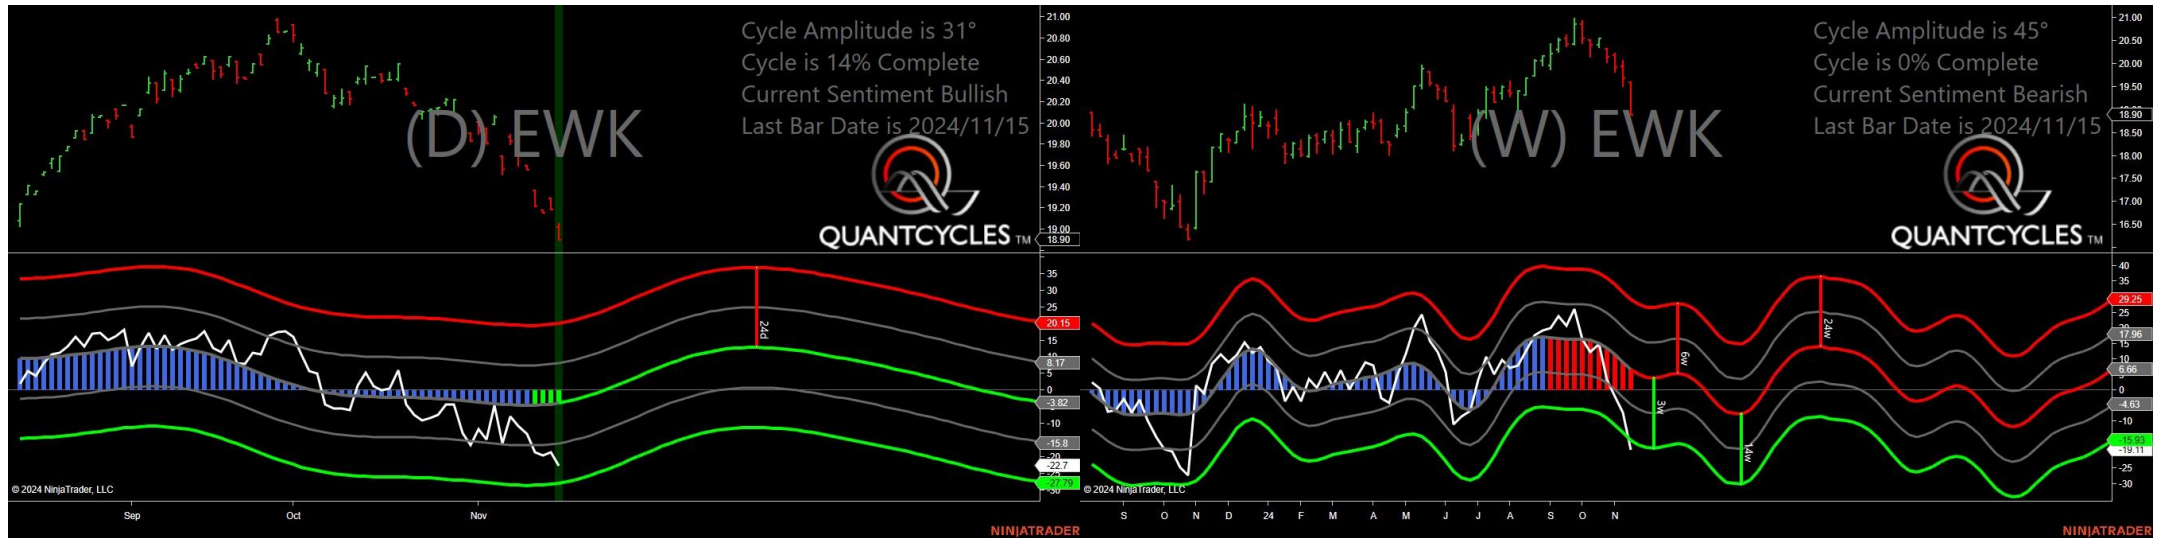 Cycle Amplitude is 31°
Cycle is 14% Complete
Current Sentiment Bullish
Last Bar Date is 2024/11/15
(D) EWK
QUANTCYCLES TM
21.00
20.80
20.60
20.40
20.20
20.00
19.80
19.60
19.40
19.20
19.00
18.90
35
30
25
20.15
15
8.17
5
0
-3.82
-10
-15.8
-20
-22.7
-27.79
-30
24d
© 2024 NinjaTrader, LLC
Sep
Oct
Nov
NINJATRADER
Cycle Amplitude is 45°
Cycle is 0% Complete
Current Sentiment Bearish
Last Bar Date is 2024/11/15
(W) EWK
QUANTCYCLES TM
21.00
20.50
20.00
19.50
18.90
18.50
18.00
17.50
17.00
16.50
40
35
29.25
25
17.96
15
10
6.66
0
-4.63
-10
-15.93
-19.11
-25
-30
6w
3w
14w
24w
© 2024 NinjaTrader, LLC
S
O
N
D
24
F
M
A
M
J
J
A
S
O
N
NINJATRADER